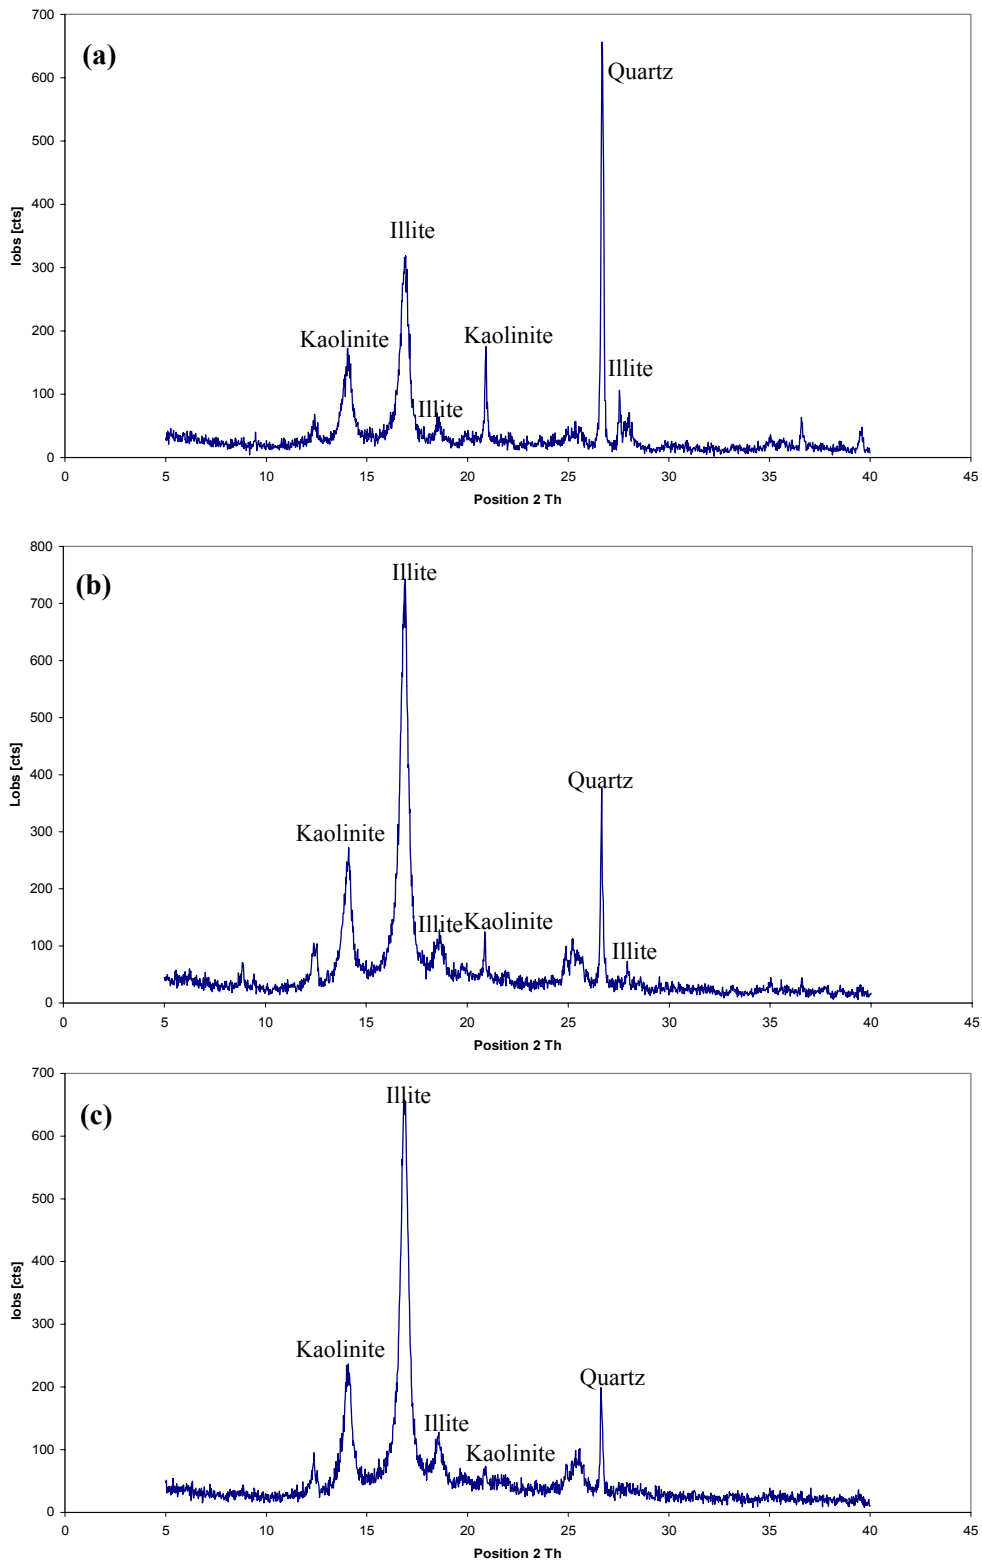 (a)
700
600
500
400
300
200
100
0
Iobs [cts]
Quartz
Illite
Kaolinite
Kaolinite
Illite
Illite
0 5 10 15 20 25 30 35 40 45
Position 2 Th
(b)
800
700
600
500
400
300
200
100
0
Lobs [cts]
Illite
Quartz
Kaolinite
Illite
Kaolinite
Illite
0 5 10 15 20 25 30 35 40 45
Position 2 Th
(c)
700
600
500
400
300
200
100
0
Iobs [cts]
Illite
Kaolinite
Quartz
Illite
Kaolinite
0 5 10 15 20 25 30 35 40 45
Position 2 Th